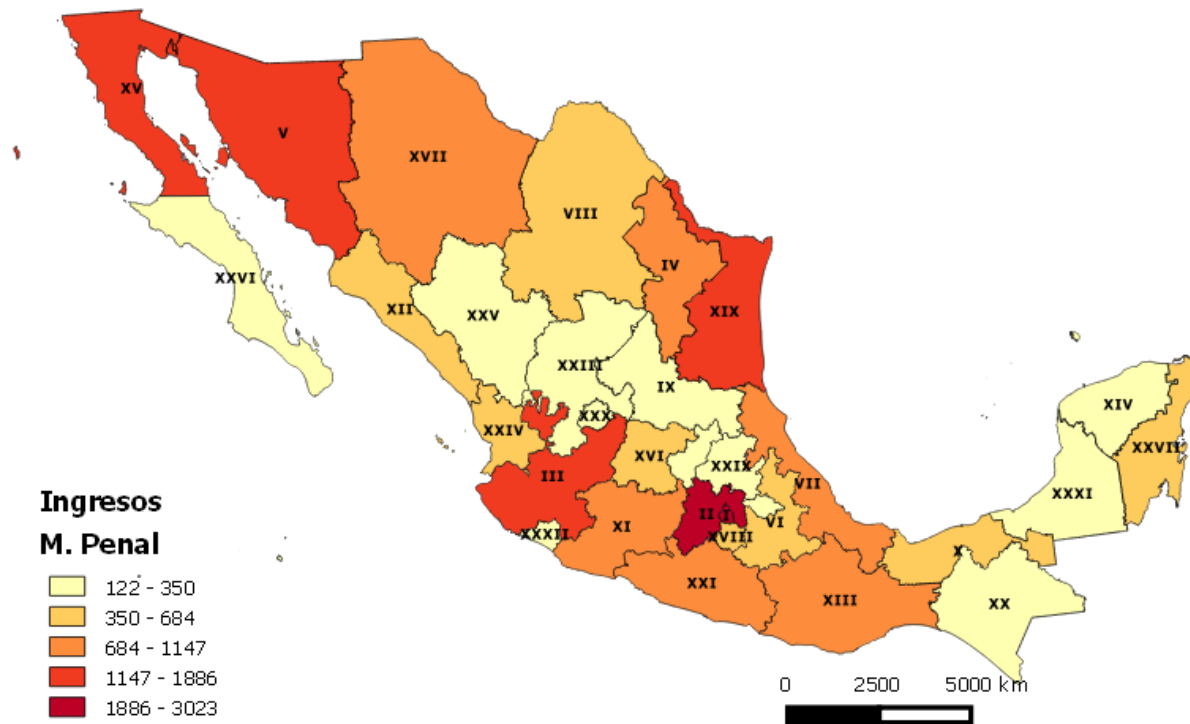 XV
V
XVII
VIII
IV
XXVI
XII
XXV
XIX
XXIII
IX
XXX
XXIV
XVI
XXIX
XIV
XXVII
III
VII
XXXI
II
I
VI
XXXII
XI
XVIII
X
XXI
XIII
XX
Ingresos
M. Penal
122 - 350
350 - 684
684 - 1147
1147 - 1886
1886 - 3023
0 2500 5000 km